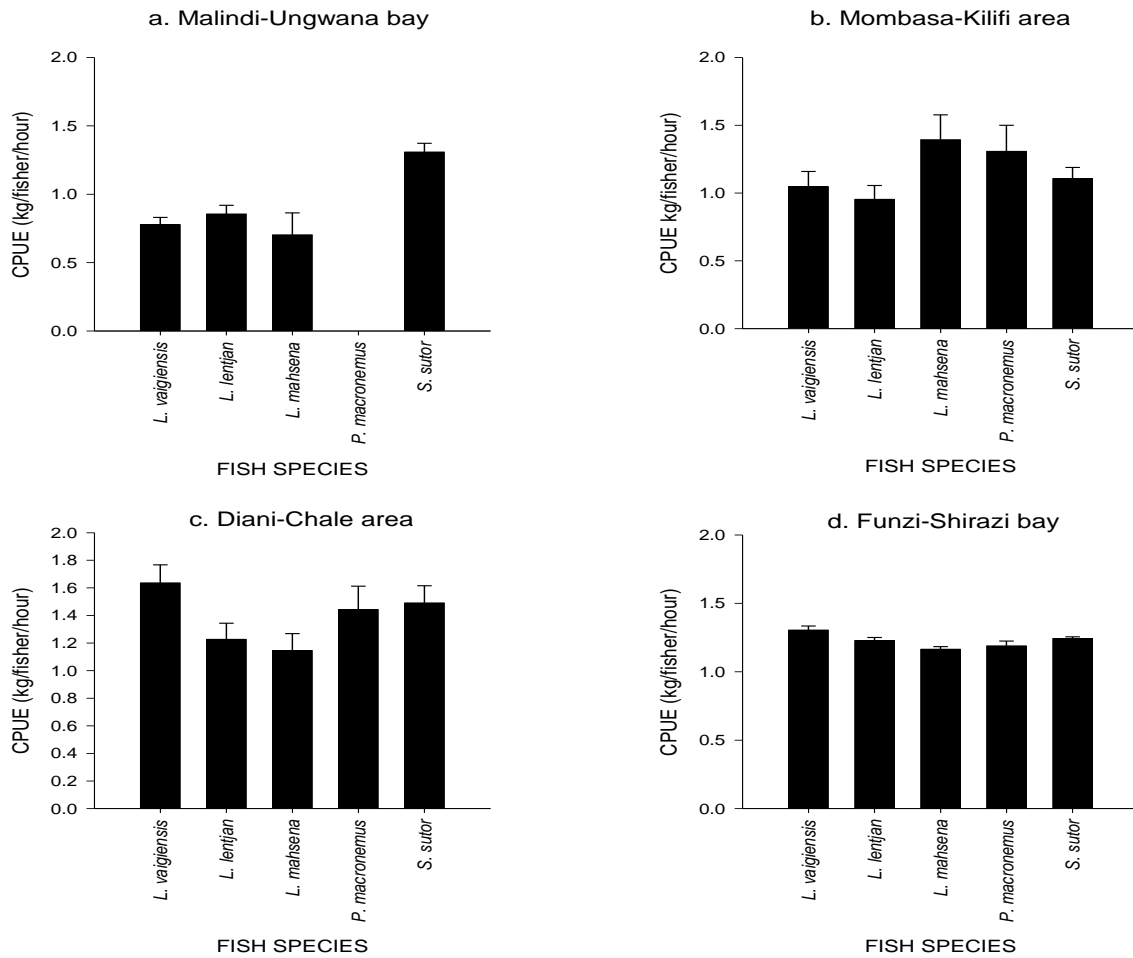 a. Malindi-Ungwana bay
CPUE (kg/fisher/hour)
2.0
1.5
1.0
0.5
0.0
L. vaigiensis
L. lentjan
L. mahsena
P. macronemus
S. sutor
FISH SPECIES
b. Mombasa-Kilifi area
CPUE kg/fisher/hour)
2.0
1.5
1.0
0.5
0.0
L. vaigiensis
L. lentjan
L. mahsena
P. macronemus
S. sutor
FISH SPECIES
c. Diani-Chale area
CPUE (kg/fisher/hour)
2.0
1.8
1.6
1.4
1.2
1.0
0.8
0.6
0.4
0.2
0.0
L. vaigiensis
L. lentjan
L. mahsena
P. macronemus
S. sutor
FISH SPECIES
d. Funzi-Shirazi bay
CPUE (kg/fisher/hour)
2.0
1.5
1.0
0.5
0.0
L. vaigiensis
L. lentjan
L. mahsena
P. macronemus
S. sutor
FISH SPECIES